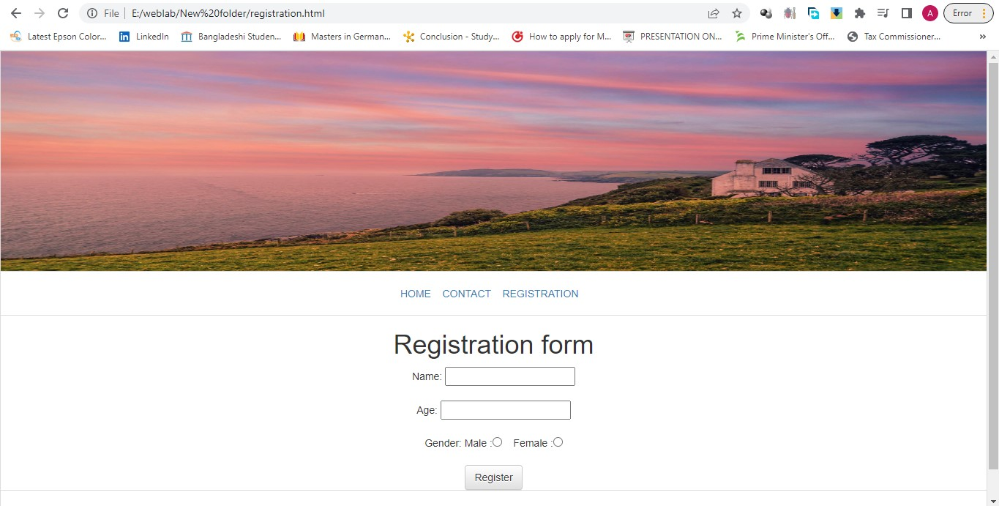 File E:/weblab/New%20folder/registration.html A Error
Latest Epson Color... LinkedIn Bangladeshi Studen... Masters in German... Conclusion - Study... How to apply for M... PRESENTATION ON... Prime Minister's Off... Tax Commissioner... »
HOME CONTACT REGISTRATION
Registration form
Name:
Age:
Gender: Male : Female :
Register